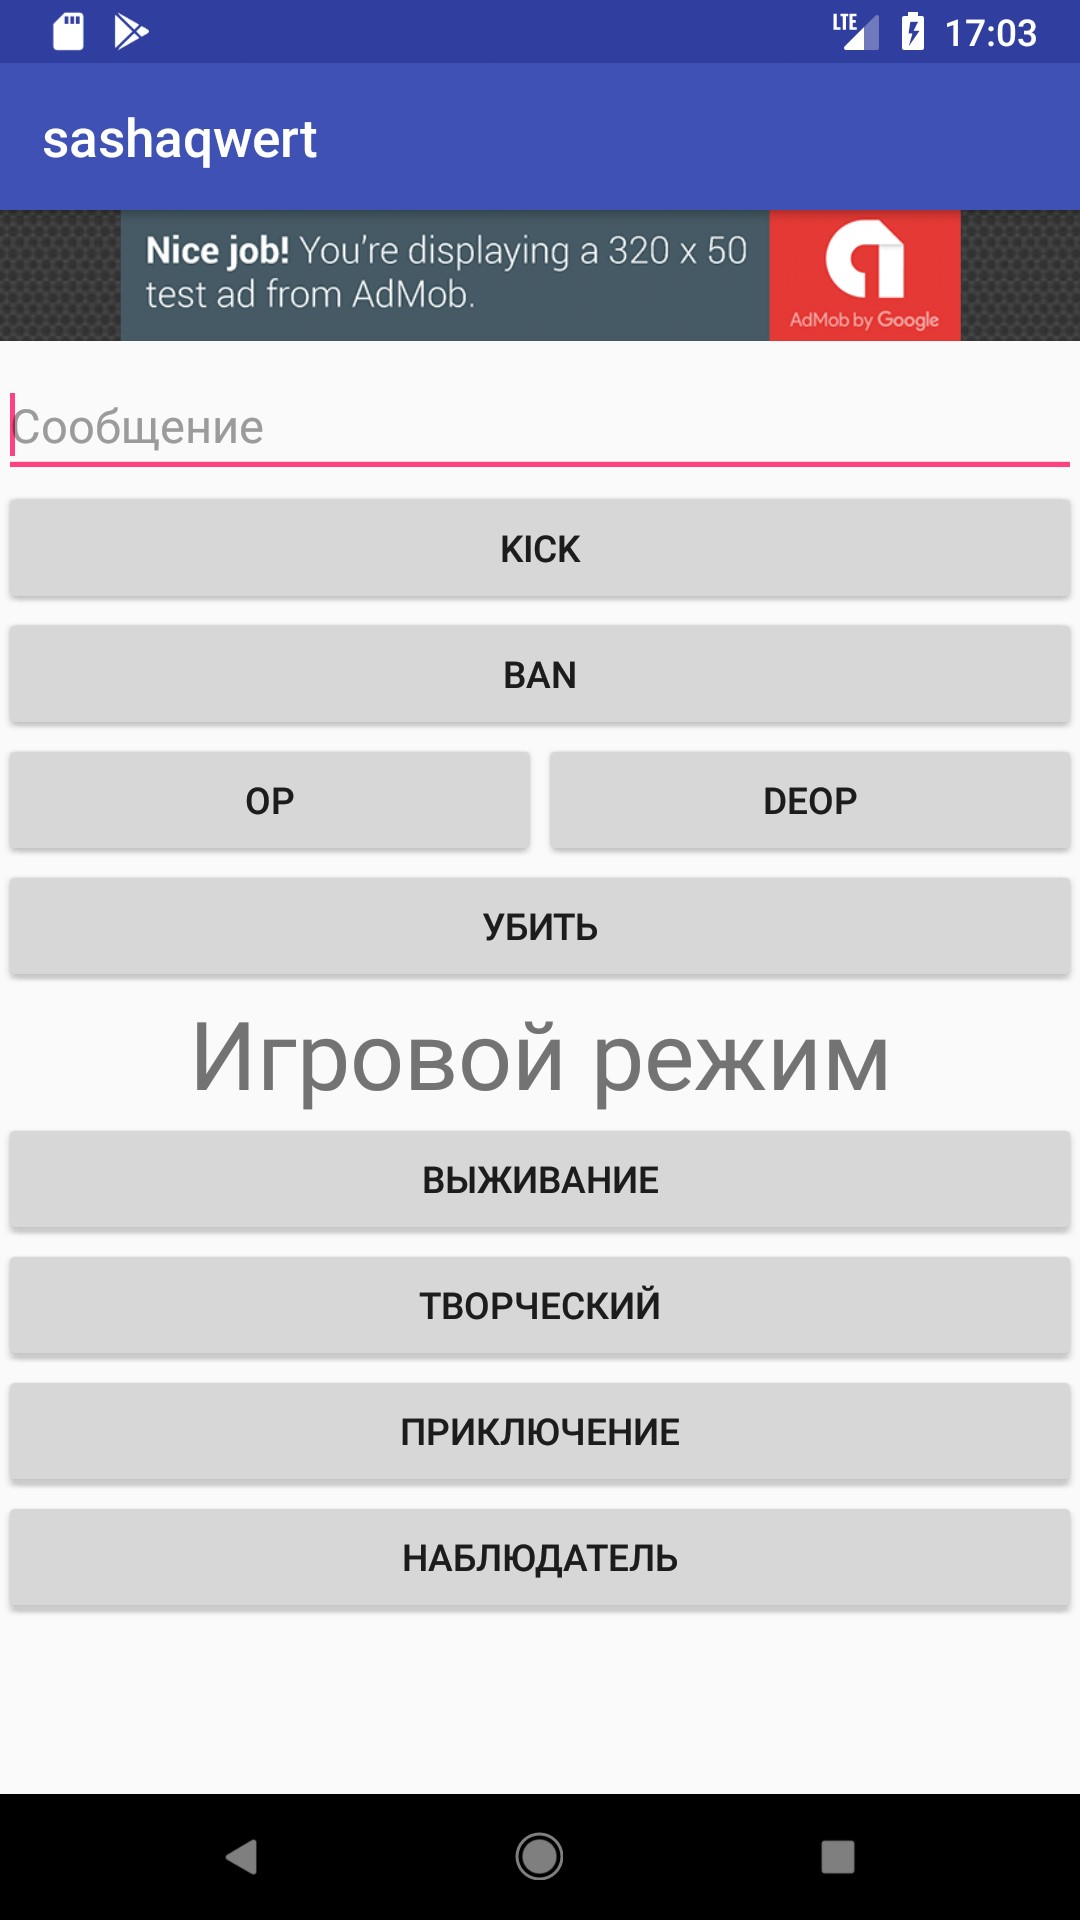 LTE 17:03
sashaqwert
Nice job! You're displaying a 320 x 50
test ad from AdMob.
AdMob by Google
Сообщение
KICK
BAN
OP DEOP
УБИТЬ
Игровой режим
ВЫЖИВАНИЕ
ТВОРЧЕСКИЙ
ПРИКЛЮЧЕНИЕ
НАБЛЮДАТЕЛЬ